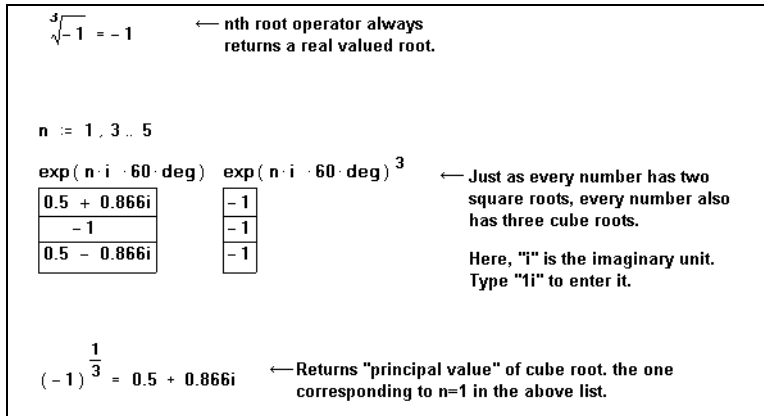 ∛-1 = -1 ← nth root operator always
returns a real valued root.
n := 1 , 3 .. 5
exp( n·i ·60·deg) exp( n·i ·60·deg)³ ← Just as every number has two
square roots, every number also
has three cube roots.
0.5 + 0.866i -1
-1 -1
0.5 - 0.866i -1
Here, "i" is the imaginary unit.
Type "1i" to enter it.
(-1)^(1/3) = 0.5 + 0.866i ← Returns "principal value" of cube root. the one
corresponding to n=1 in the above list.